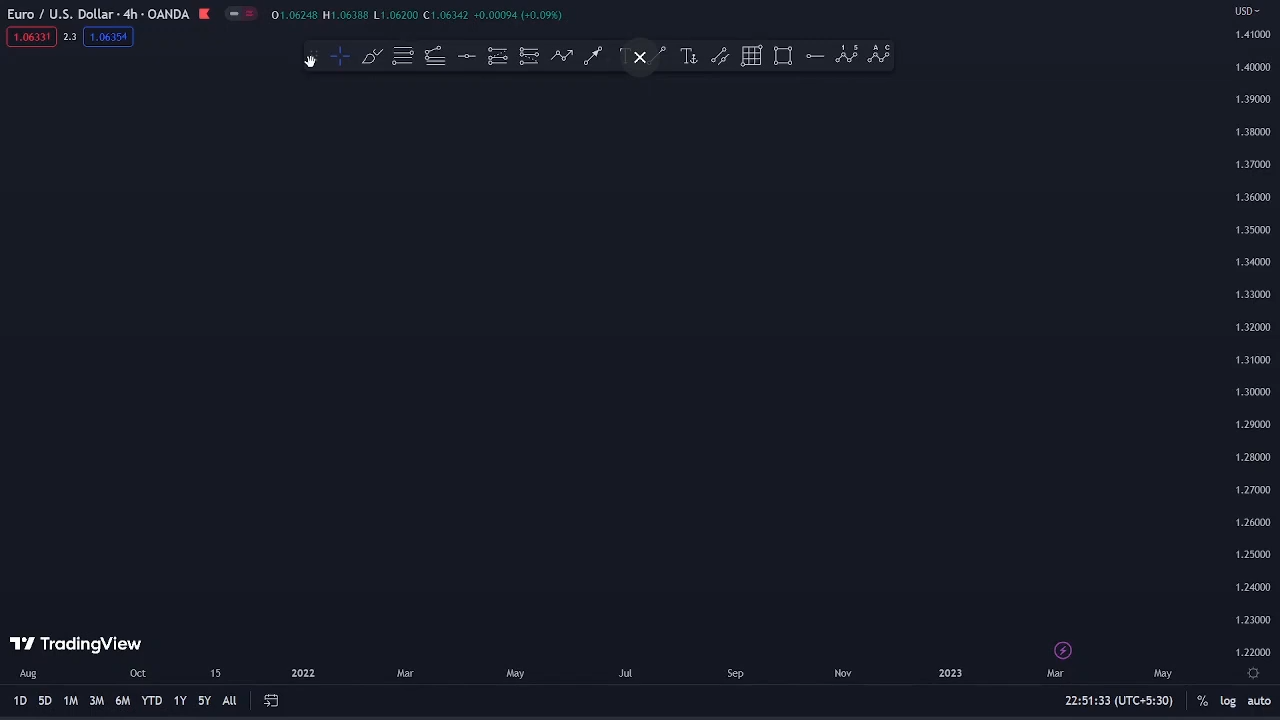 Euro / U.S. Dollar · 4h · OANDA
O1.06248 H1.06388 L1.06200 C1.06342 +0.00094 (+0.09%)
USD
1.06331 2.3 1.06354
1.41000
1.40000
1.39000
1.38000
1.37000
1.36000
1.35000
1.34000
1.33000
1.32000
1.31000
1.30000
1.29000
1.28000
1.27000
1.26000
1.25000
1.24000
1.23000
1.22000
TradingView
Aug Oct 15 2022 Mar May Jul Sep Nov 2023 Mar May
1D 5D 1M 3M 6M YTD 1Y 5Y All 22:51:33 (UTC+5:30) % log auto